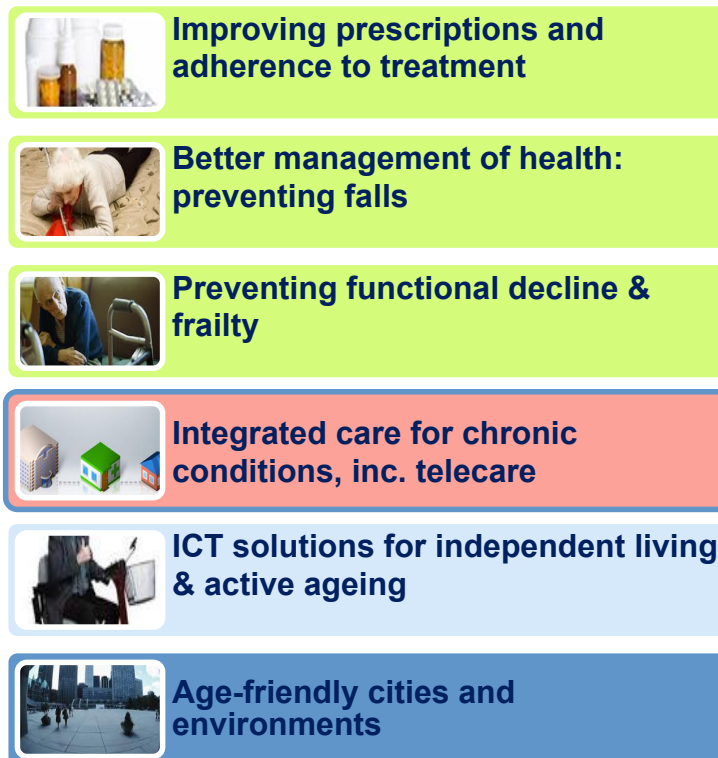 Improving prescriptions and
adherence to treatment
Better management of health:
preventing falls
Preventing functional decline &
frailty
Integrated care for chronic
conditions, inc. telecare
ICT solutions for independent living
& active ageing
Age-friendly cities and
environments